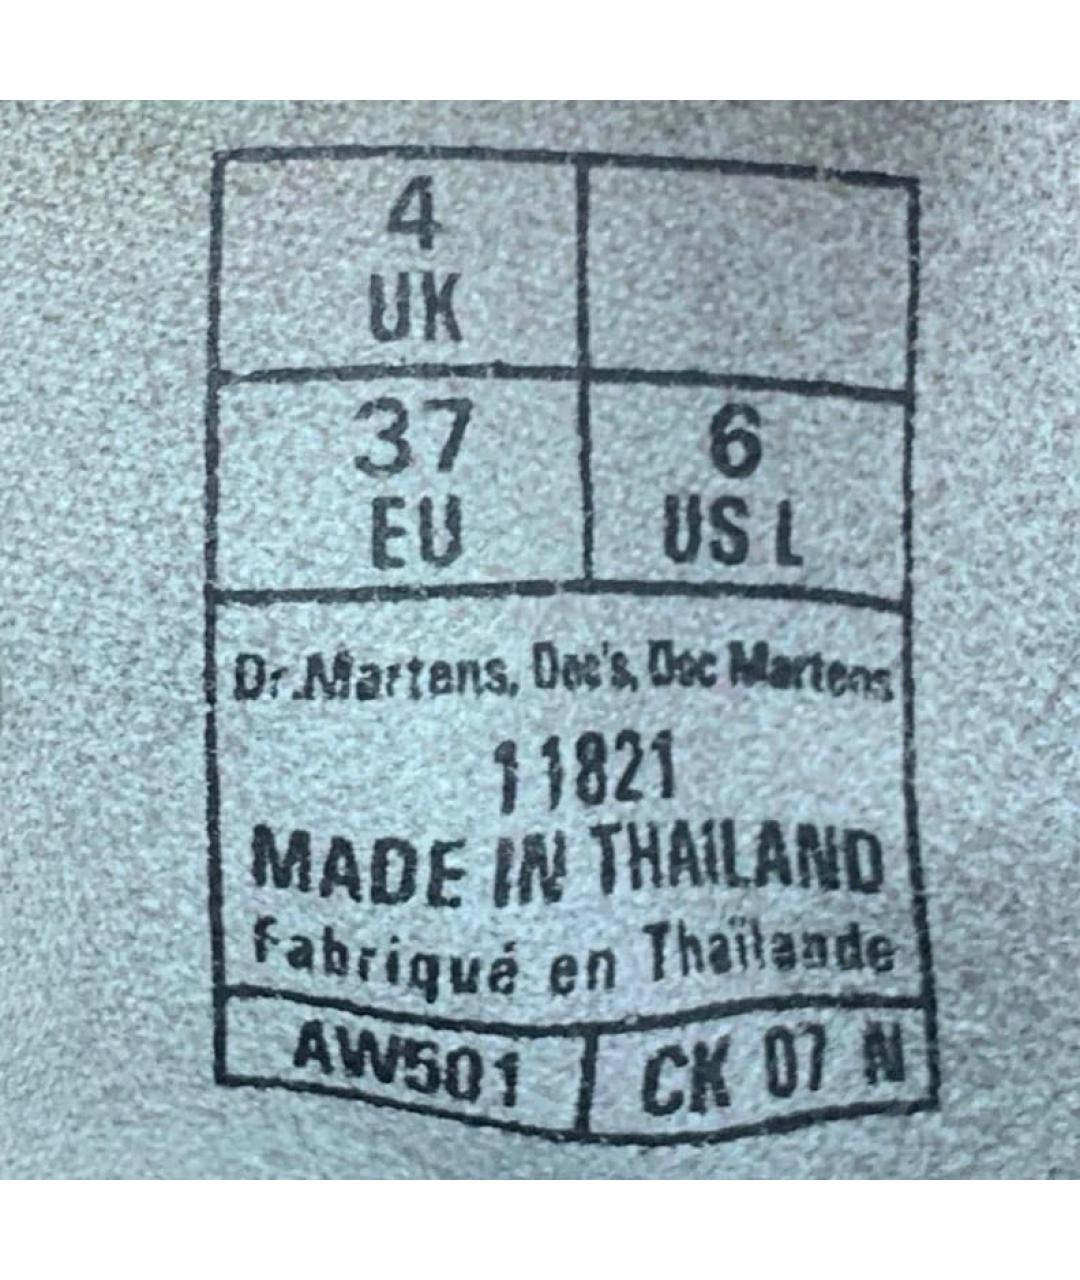 4
UK
37
EU
6
US L
Dr.Martens, Doc's, Doc Martens
11821
MADE IN THAILAND
Fabriqué en Thaïlande
AW501
CK 07 N